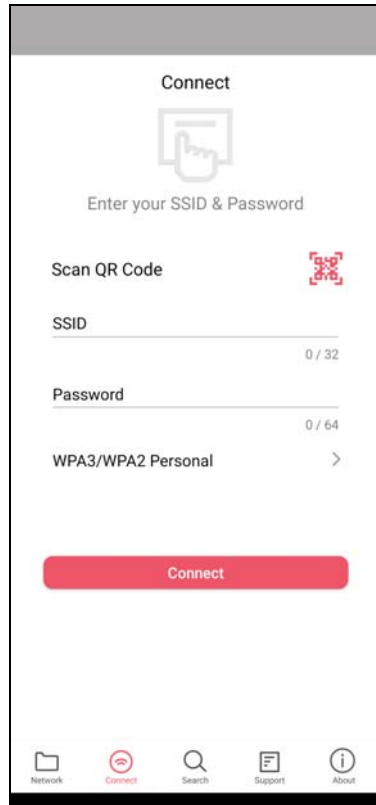 Connect
Enter your SSID & Password
Scan QR Code
SSID
0 / 32
Password
0 / 64
WPA3/WPA2 Personal
Connect
Network Connect Search Support About